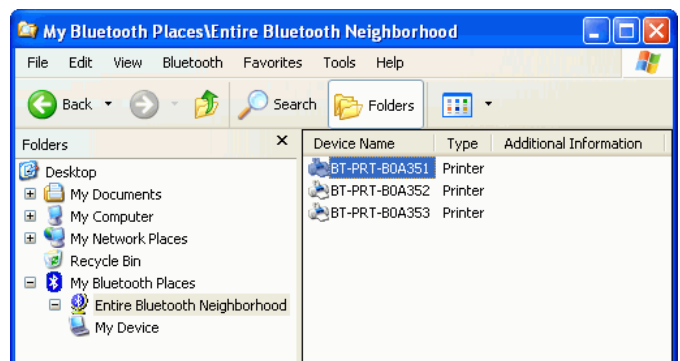 My Bluetooth Places\Entire Bluetooth Neighborhood
File Edit View Bluetooth Favorites Tools Help
Back Search Folders
Folders
Device Name Type Additional Information
Desktop
My Documents
My Computer
My Network Places
Recycle Bin
My Bluetooth Places
Entire Bluetooth Neighborhood
My Device
BT-PRT-B0A351 Printer
BT-PRT-B0A352 Printer
BT-PRT-B0A353 Printer